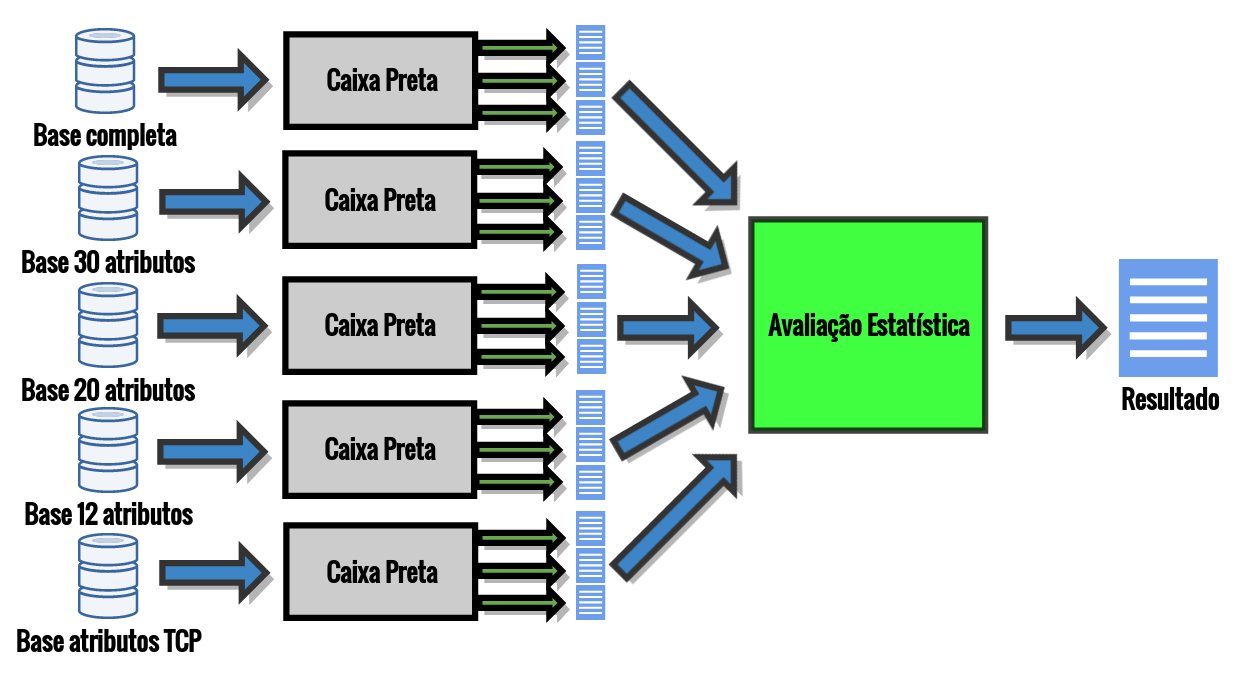 Base completa
Caixa Preta
Base 30 atributos
Caixa Preta
Base 20 atributos
Caixa Preta
Base 12 atributos
Caixa Preta
Base atributos TCP
Caixa Preta
Avaliação Estatística
Resultado